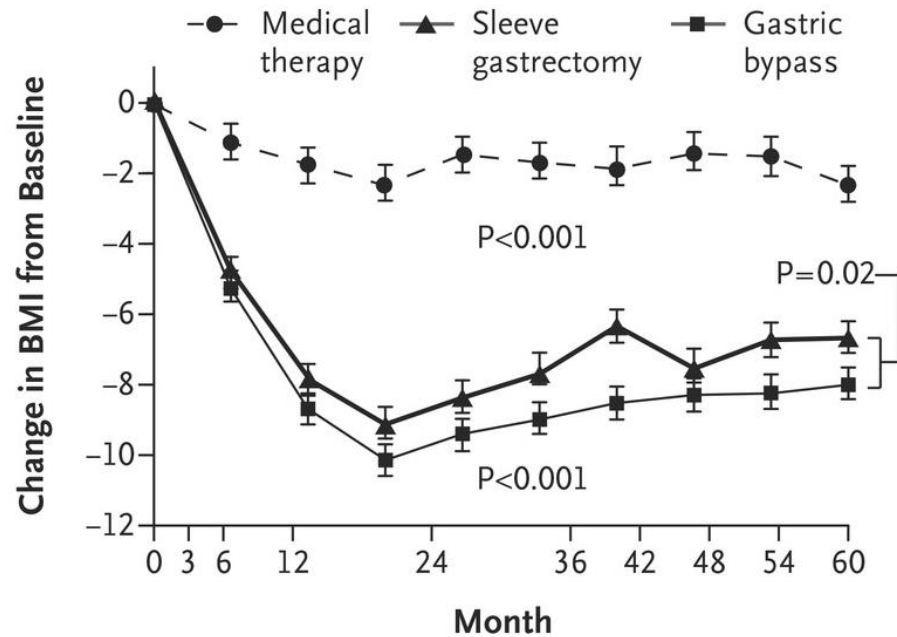 Medical therapy
Sleeve gastrectomy
Gastric bypass
Change in BMI from Baseline
0
−2
−4
−6
−8
−10
−12
P<0.001
P=0.02
P<0.001
0 3 6 12 24 36 42 48 54 60
Month